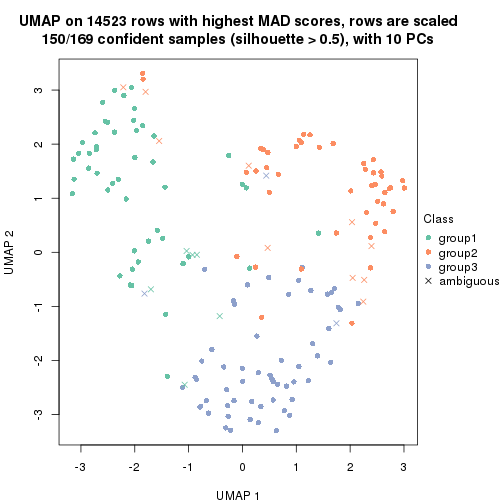 UMAP on 14523 rows with highest MAD scores, rows are scaled
150/169 confident samples (silhouette > 0.5), with 10 PCs
3
2
1
0
-1
-2
-3
UMAP 2
-3
-2
-1
0
1
2
3
UMAP 1
Class
group1
group2
group3
ambiguous